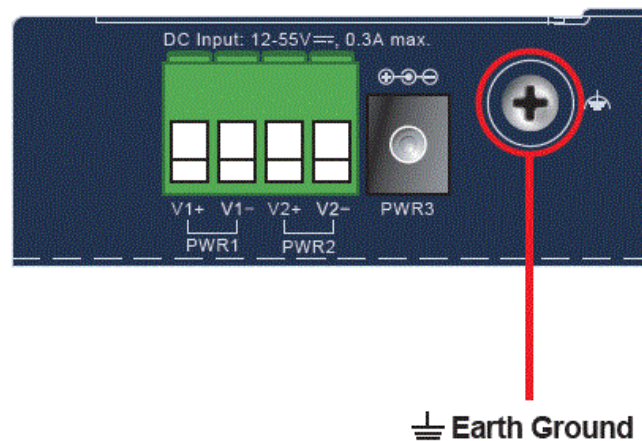 DC Input: 12-55V⎓, 0.3A max.
V1+ V1− V2+ V2− PWR3
PWR1 PWR2
Earth Ground